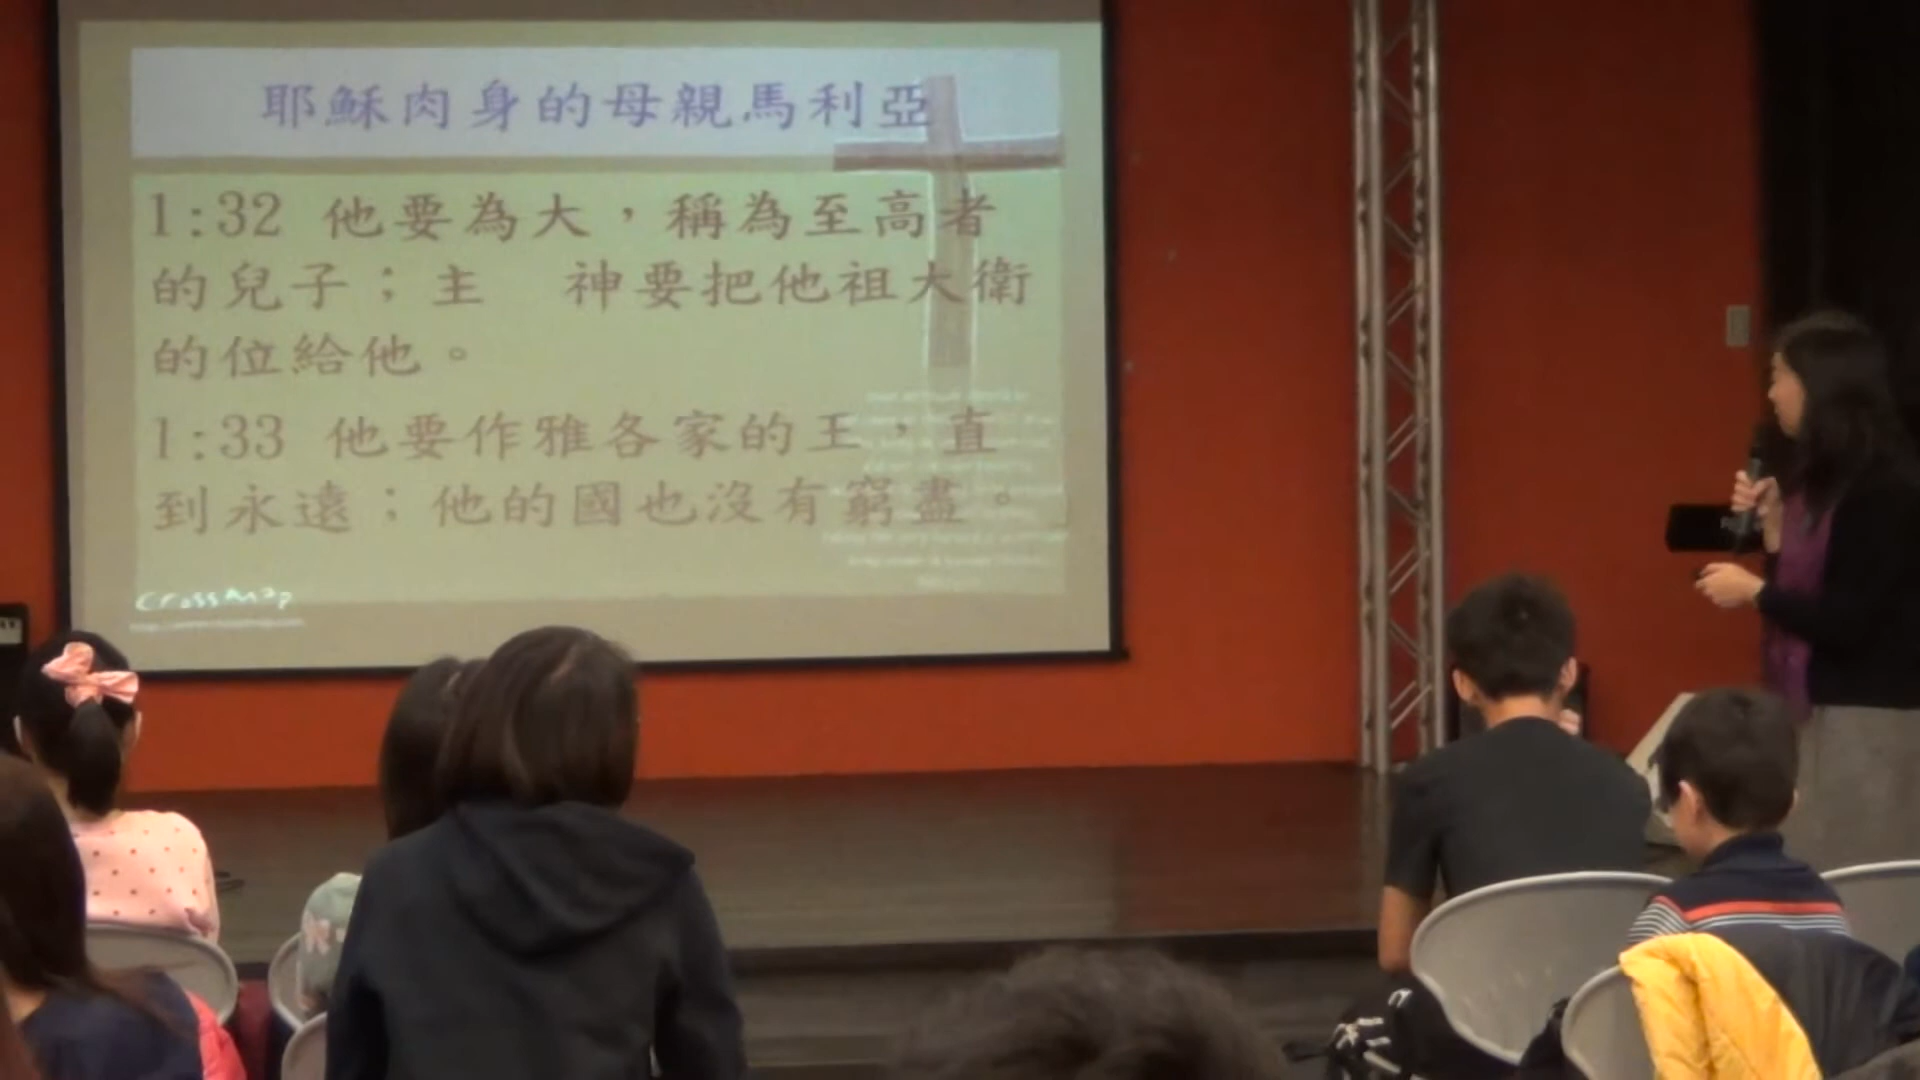 耶穌肉身的母親馬利亞
1:32 他要為大，稱為至高者
的兒子；主　神要把他祖大衛
的位給他。
1:33 他要作雅各家的王，直
到永遠；他的國也沒有窮盡。
crossmap